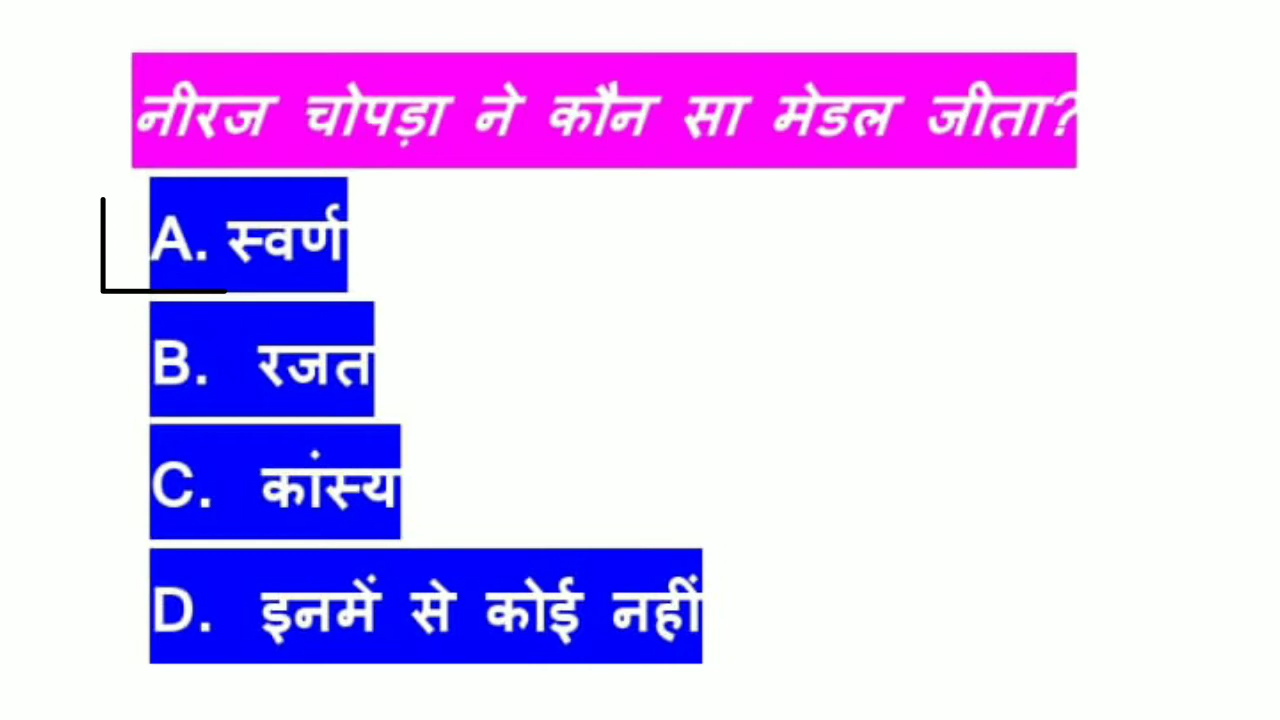 नीरज चोपड़ा ने कौन सा मेडल जीता?
A. स्वर्ण
B. रजत
C. कांस्य
D. इनमें से कोई नहीं